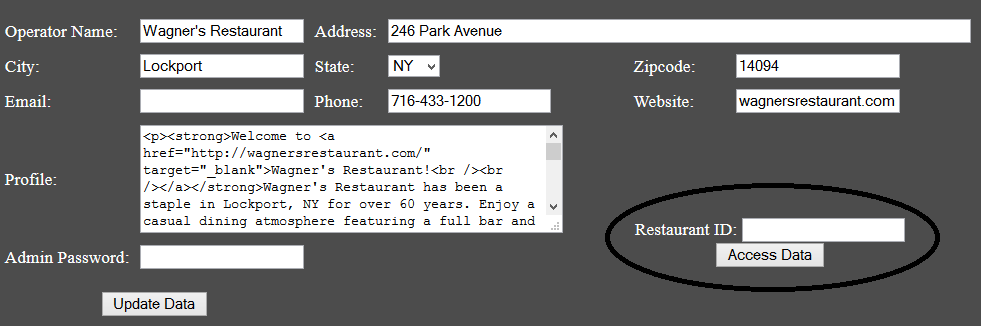 Operator Name: Wagner's Restaurant Address: 246 Park Avenue
City: Lockport State: NY Zipcode: 14094
Email: Phone: 716-433-1200 Website: wagnersrestaurant.com
Profile: <p><strong>Welcome to <a
href="http://wagnersrestaurant.com/"
target="_blank">Wagner's Restaurant!<br /><br
/></a></strong>Wagner's Restaurant has been a
staple in Lockport, NY for over 60 years. Enjoy a
casual dining atmosphere featuring a full bar and
Restaurant ID:
Admin Password: Access Data
Update Data